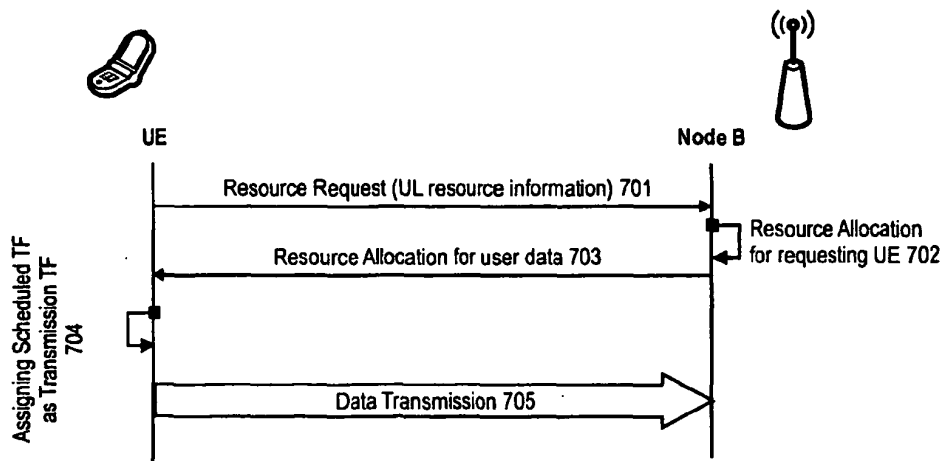 UE
Node B
Resource Request (UL resource information) 701
Resource Allocation
for requesting UE 702
Resource Allocation for user data 703
Assigning Scheduled TF
as Transmission TF
704
Data Transmission 705